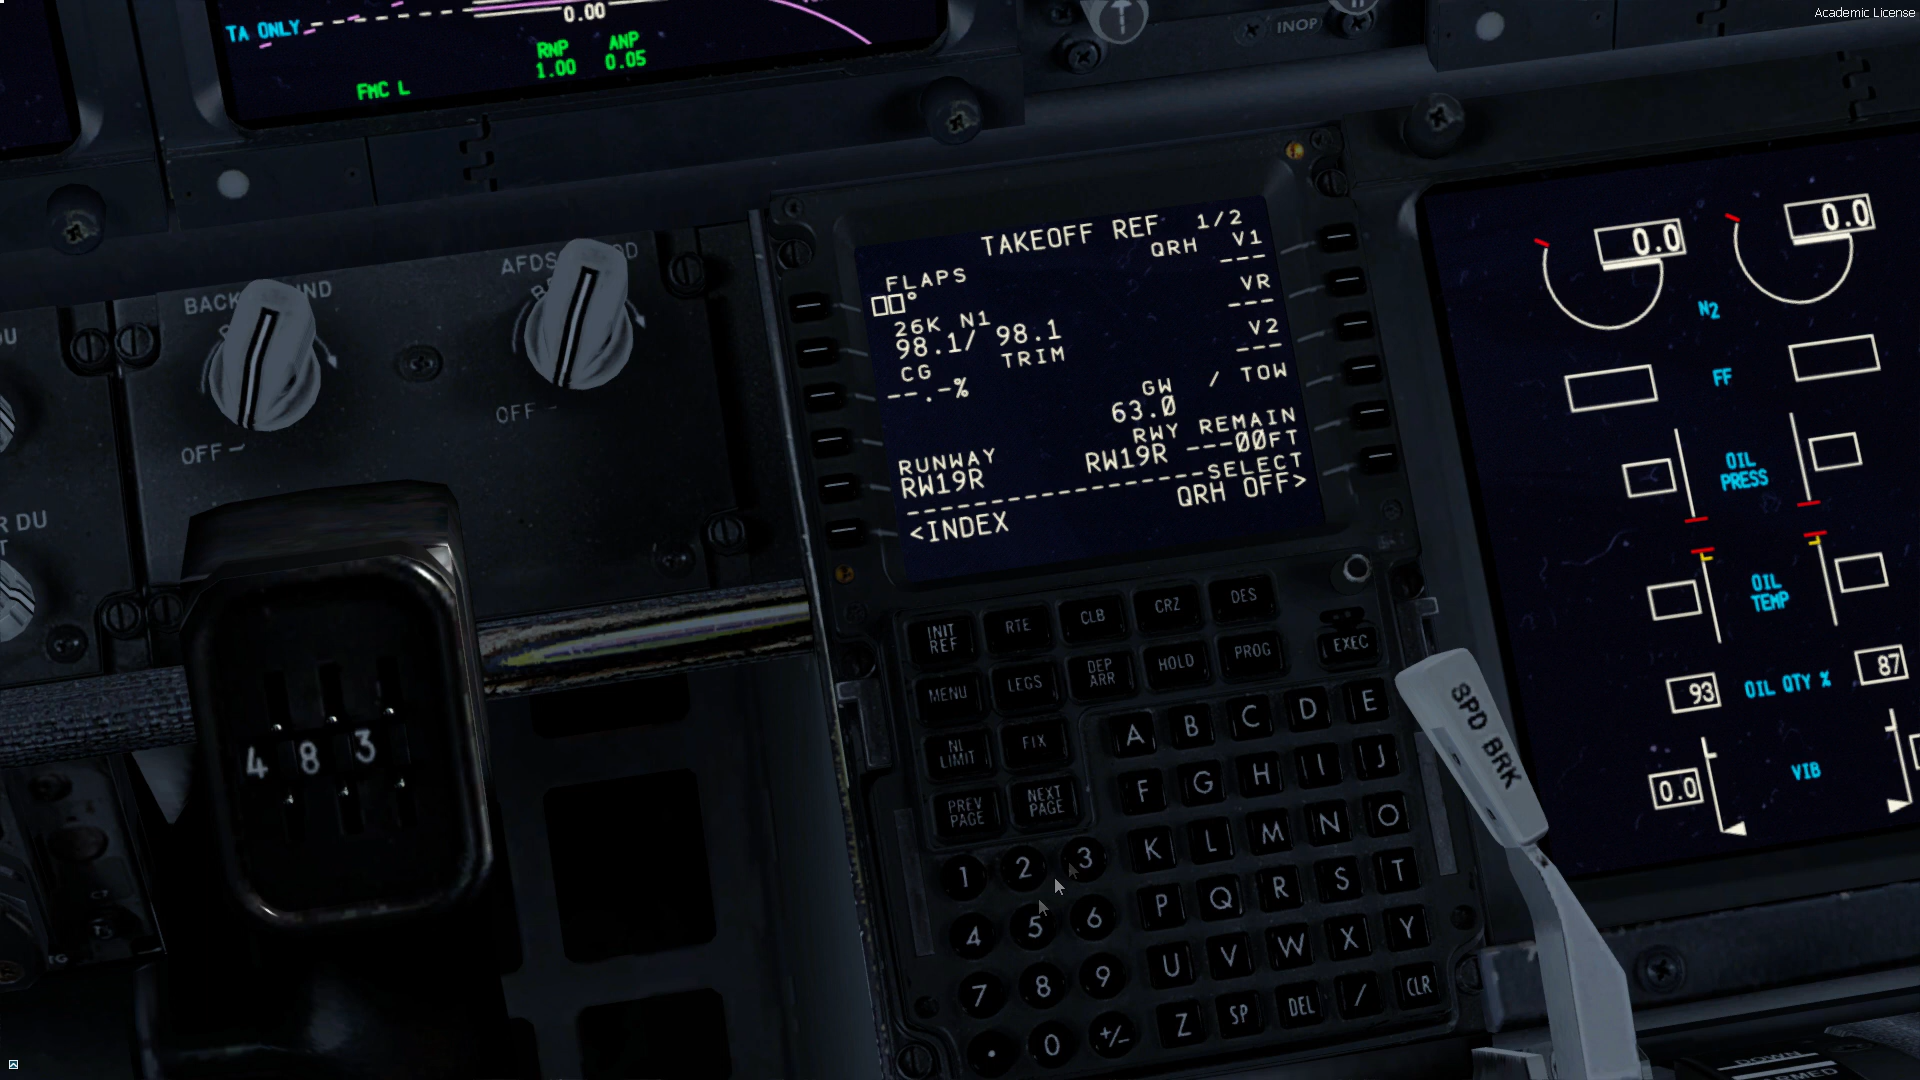 Academic License
TA ONLY
0.00
RNP
1.00
ANP
0.05
FMC L
INOP
TAKEOFF REF 1/2
QRH V1
---
FLAPS
□□°
VR
---
26K N1
98.1/ 98.1
V2
---
CG
TRIM
--.-%
GW / TOW
63.0
RWY REMAIN
RW19R ---00FT
RUNWAY
RW19R
SELECT
QRH OFF>
<INDEX
0.0
0.0
N2
FF
OIL
PRESS
OIL
TEMP
93
OIL QTY %
87
0.0
VIB
OFF
AFDS
OFF
DU
4 8 3
INIT
REF
RTE
CLB
CRZ
DES
MENU
LEGS
DEP
ARR
HOLD
PROG
EXEC
N1
LIMIT
FIX
PREV
PAGE
NEXT
PAGE
A B C D E
F G H I J
K L M N O
P Q R S T
U V W X Y
Z SP DEL / CLR
1 2 3
4 5 6
7 8 9
. 0 +/-
SPD BRK
DOWN
ARMED